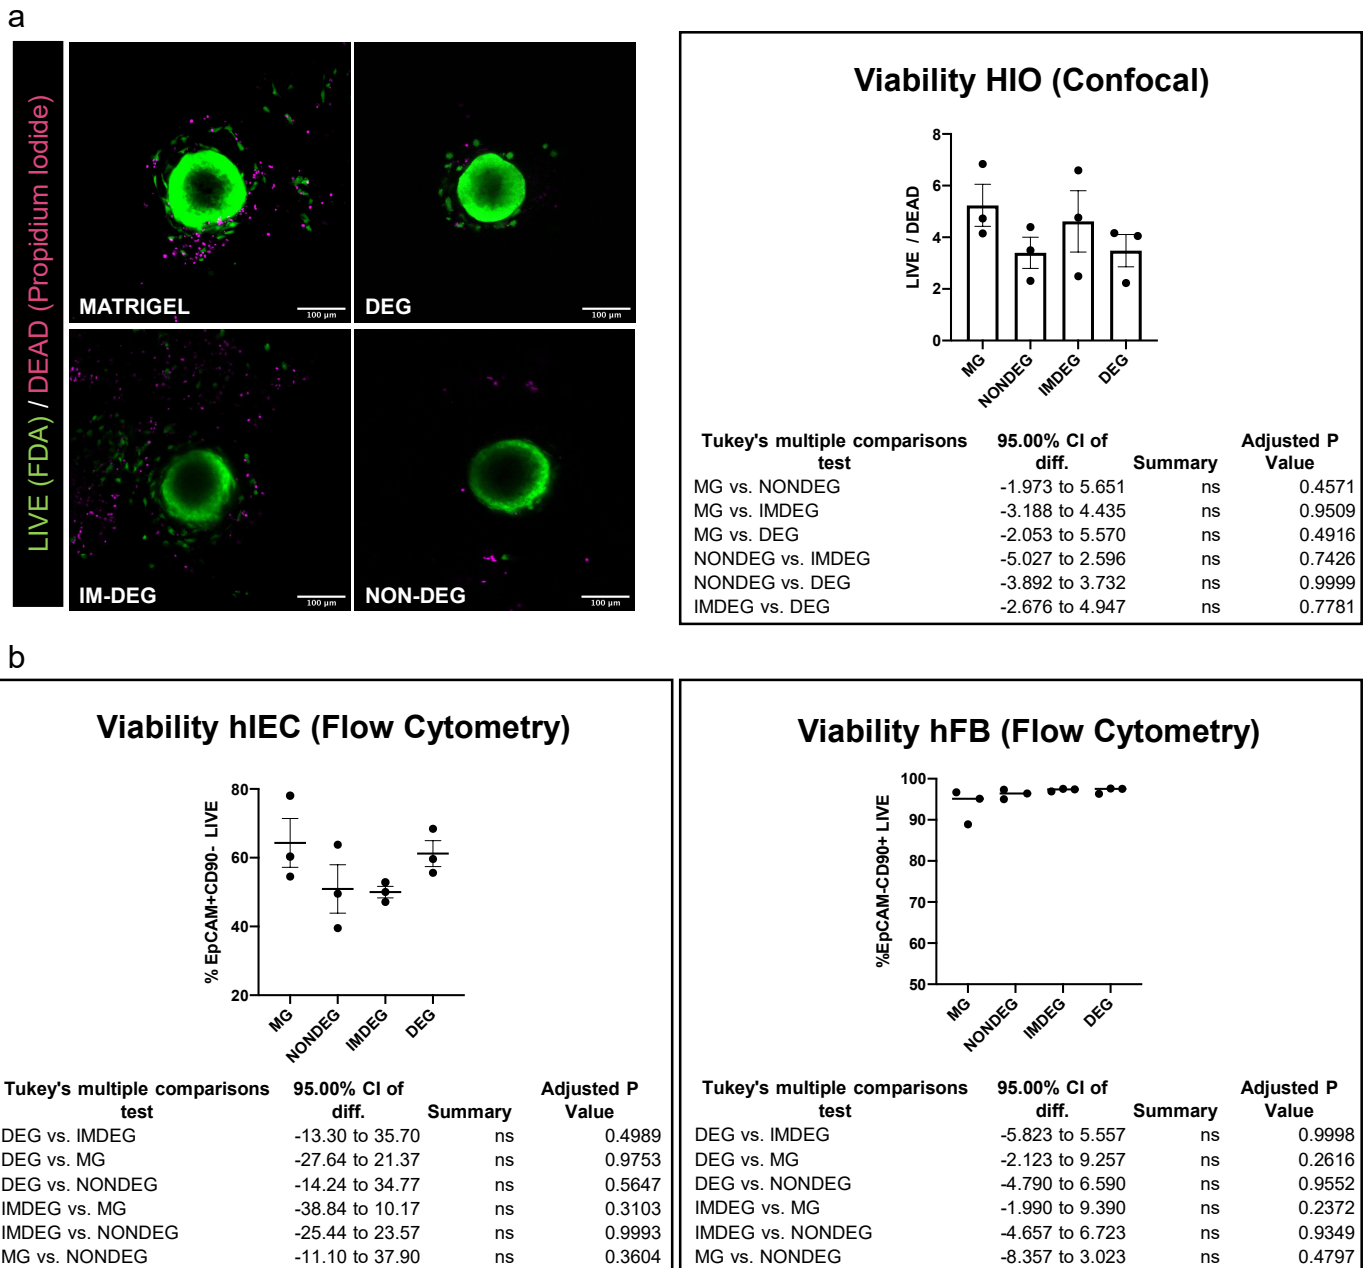 a
LIVE (FDA) / DEAD (Propidium Iodide)
MATRIGEL
100 µm
DEG
100 µm
IM-DEG
100 µm
NON-DEG
100 µm
Viability HIO (Confocal)
LIVE / DEAD
8
6
4
2
0
MG
NONDEG
IMDEG
DEG
Tukey's multiple comparisons test 95.00% CI of diff. Summary Adjusted P Value
MG vs. NONDEG -1.973 to 5.651 ns 0.4571
MG vs. IMDEG -3.188 to 4.435 ns 0.9509
MG vs. DEG -2.053 to 5.570 ns 0.4916
NONDEG vs. IMDEG -5.027 to 2.596 ns 0.7426
NONDEG vs. DEG -3.892 to 3.732 ns 0.9999
IMDEG vs. DEG -2.676 to 4.947 ns 0.7781
b
Viability hIEC (Flow Cytometry)
% EpCAM+CD90- LIVE
80
60
40
20
MG
NONDEG
IMDEG
DEG
Tukey's multiple comparisons test 95.00% CI of diff. Summary Adjusted P Value
DEG vs. IMDEG -13.30 to 35.70 ns 0.4989
DEG vs. MG -27.64 to 21.37 ns 0.9753
DEG vs. NONDEG -14.24 to 34.77 ns 0.5647
IMDEG vs. MG -38.84 to 10.17 ns 0.3103
IMDEG vs. NONDEG -25.44 to 23.57 ns 0.9993
MG vs. NONDEG -11.10 to 37.90 ns 0.3604
Viability hFB (Flow Cytometry)
%EpCAM-CD90+ LIVE
100
90
80
70
60
50
MG
NONDEG
IMDEG
DEG
Tukey's multiple comparisons test 95.00% CI of diff. Summary Adjusted P Value
DEG vs. IMDEG -5.823 to 5.557 ns 0.9998
DEG vs. MG -2.123 to 9.257 ns 0.2616
DEG vs. NONDEG -4.790 to 6.590 ns 0.9552
IMDEG vs. MG -1.990 to 9.390 ns 0.2372
IMDEG vs. NONDEG -4.657 to 6.723 ns 0.9349
MG vs. NONDEG -8.357 to 3.023 ns 0.4797